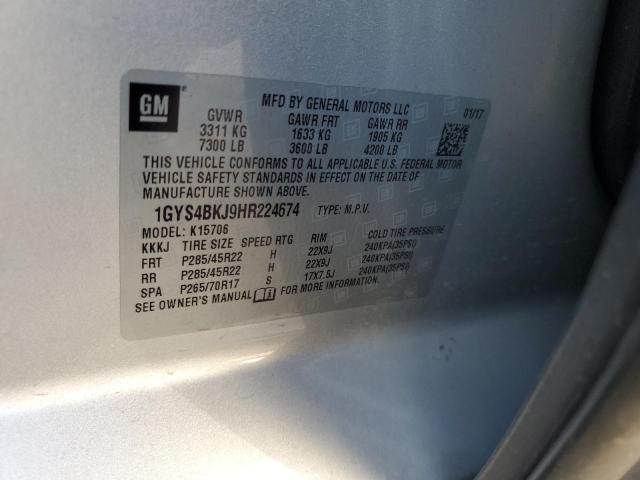 GM
MFD BY GENERAL MOTORS LLC 01/17
GVWR GAWR FRT GAWR RR
3311 KG 1633 KG 1905 KG
7300 LB 3600 LB 4200 LB
THIS VEHICLE CONFORMS TO ALL APPLICABLE U.S. FEDERAL MOTOR
VEHICLE SAFETY STANDARDS IN EFFECT ON THE DATE OF
MANUFACTURE SHOWN ABOVE.
1GYS4BKJ9HR224674 TYPE: M.P.V.
MODEL: K15706
KKKJ TIRE SIZE SPEED RTG RIM COLD TIRE PRESSURE
FRT P285/45R22 H 22X9J 240KPA(35PSI)
RR P285/45R22 H 22X9J 240KPA(35PSI)
SPA P265/70R17 S 17X7.5J 240KPA(35PSI)
SEE OWNER'S MANUAL FOR MORE INFORMATION.